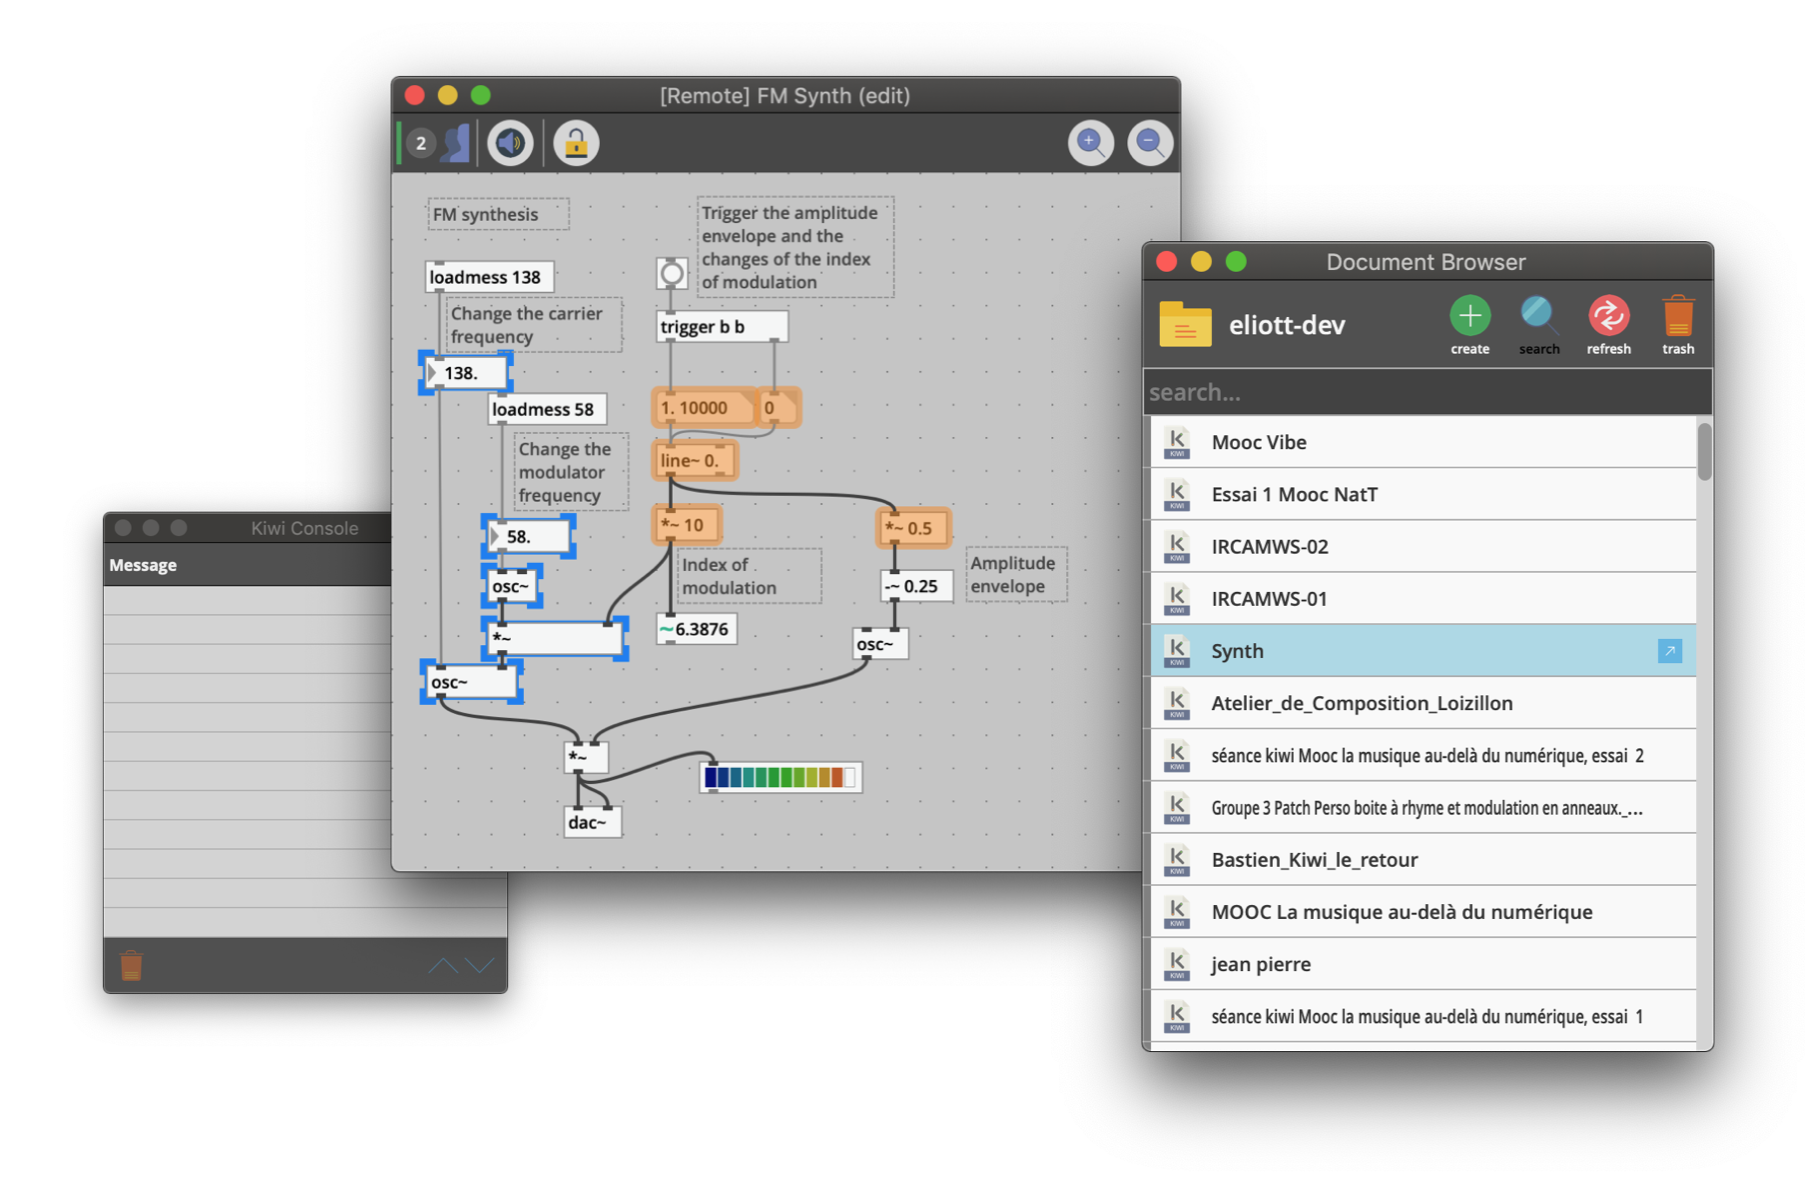 [Remote] FM Synth (edit)
2
FM synthesis
Trigger the amplitude
envelope and the
changes of the index
of modulation
loadmess 138
Change the carrier
frequency
trigger b b
138.
loadmess 58
1. 10000
0
Change the
modulator
frequency
line~ 0.
*~ 10
*~ 0.5
58.
Index of
modulation
Amplitude
envelope
osc~
-~ 0.25
*~
~6.3876
osc~
osc~
*~
dac~
Kiwi Console
Message
Document Browser
eliott-dev
create
search
refresh
trash
search...
Mooc Vibe
Essai 1 Mooc NatT
IRCAMWS-02
IRCAMWS-01
Synth
Atelier_de_Composition_Loizillon
séance kiwi Mooc la musique au-delà du numérique, essai 2
Groupe 3 Patch Perso boite à rhyme et modulation en anneaux._...
Bastien_Kiwi_le_retour
MOOC La musique au-delà du numérique
jean pierre
séance kiwi Mooc la musique au-delà du numérique, essai 1